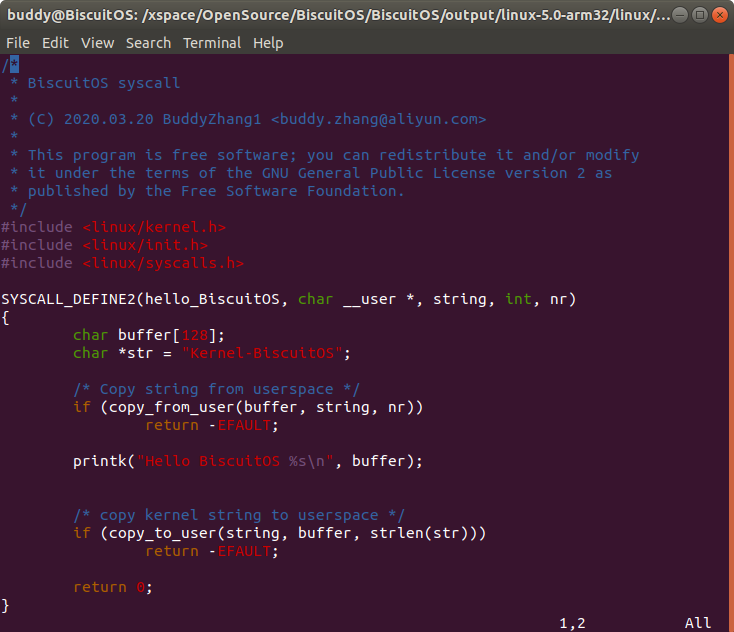 buddy@BiscuitOS: /xspace/OpenSource/BiscuitOS/BiscuitOS/output/linux-5.0-arm32/linux/...
File Edit View Search Terminal Help
/*
 * BiscuitOS syscall
 *
 * (C) 2020.03.20 BuddyZhang1 <buddy.zhang@aliyun.com>
 *
 * This program is free software; you can redistribute it and/or modify
 * it under the terms of the GNU General Public License version 2 as
 * published by the Free Software Foundation.
 */
#include <linux/kernel.h>
#include <linux/init.h>
#include <linux/syscalls.h>

SYSCALL_DEFINE2(hello_BiscuitOS, char __user *, string, int, nr)
{
        char buffer[128];
        char *str = "Kernel-BiscuitOS";

        /* Copy string from userspace */
        if (copy_from_user(buffer, string, nr))
                return -EFAULT;

        printk("Hello BiscuitOS %s\n", buffer);


        /* copy kernel string to userspace */
        if (copy_to_user(string, buffer, strlen(str)))
                return -EFAULT;

        return 0;
}
1,2 All